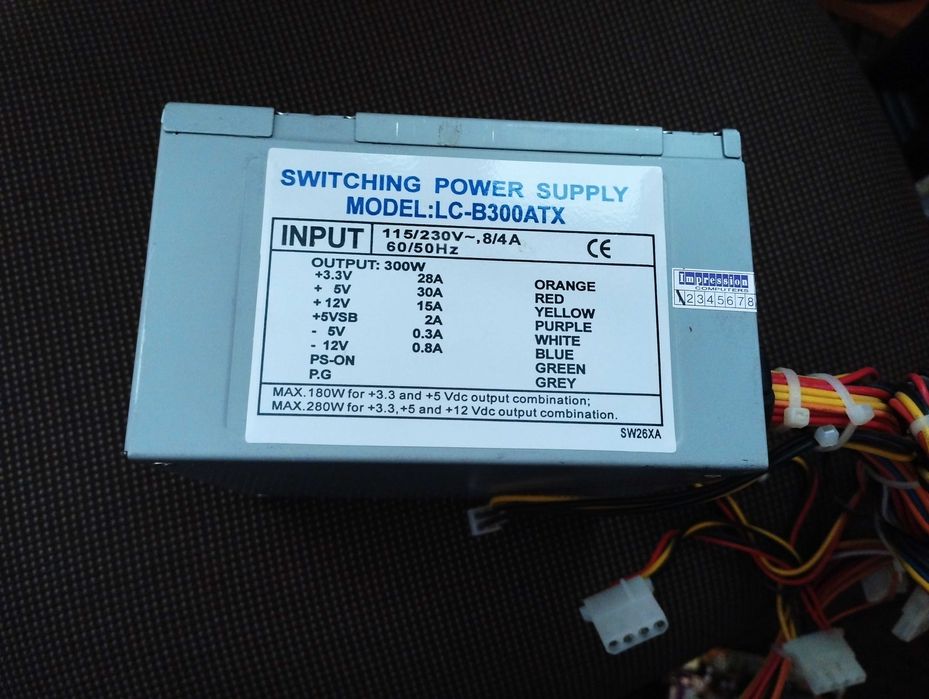 SWITCHING POWER SUPPLY
MODEL:LC-B300ATX
INPUT
115/230V~,8/4A
60/50Hz
CE
OUTPUT: 300W
+3.3V 28A ORANGE
+ 5V 30A RED
+ 12V 15A YELLOW
+5VSB 2A PURPLE
- 5V 0.3A WHITE
- 12V 0.8A BLUE
PS-ON GREEN
P.G GREY
MAX.180W for +3.3 and +5 Vdc output combination;
MAX.280W for +3.3,+5 and +12 Vdc output combination.
SW26XA
Impression
COMPUTERS
12345678